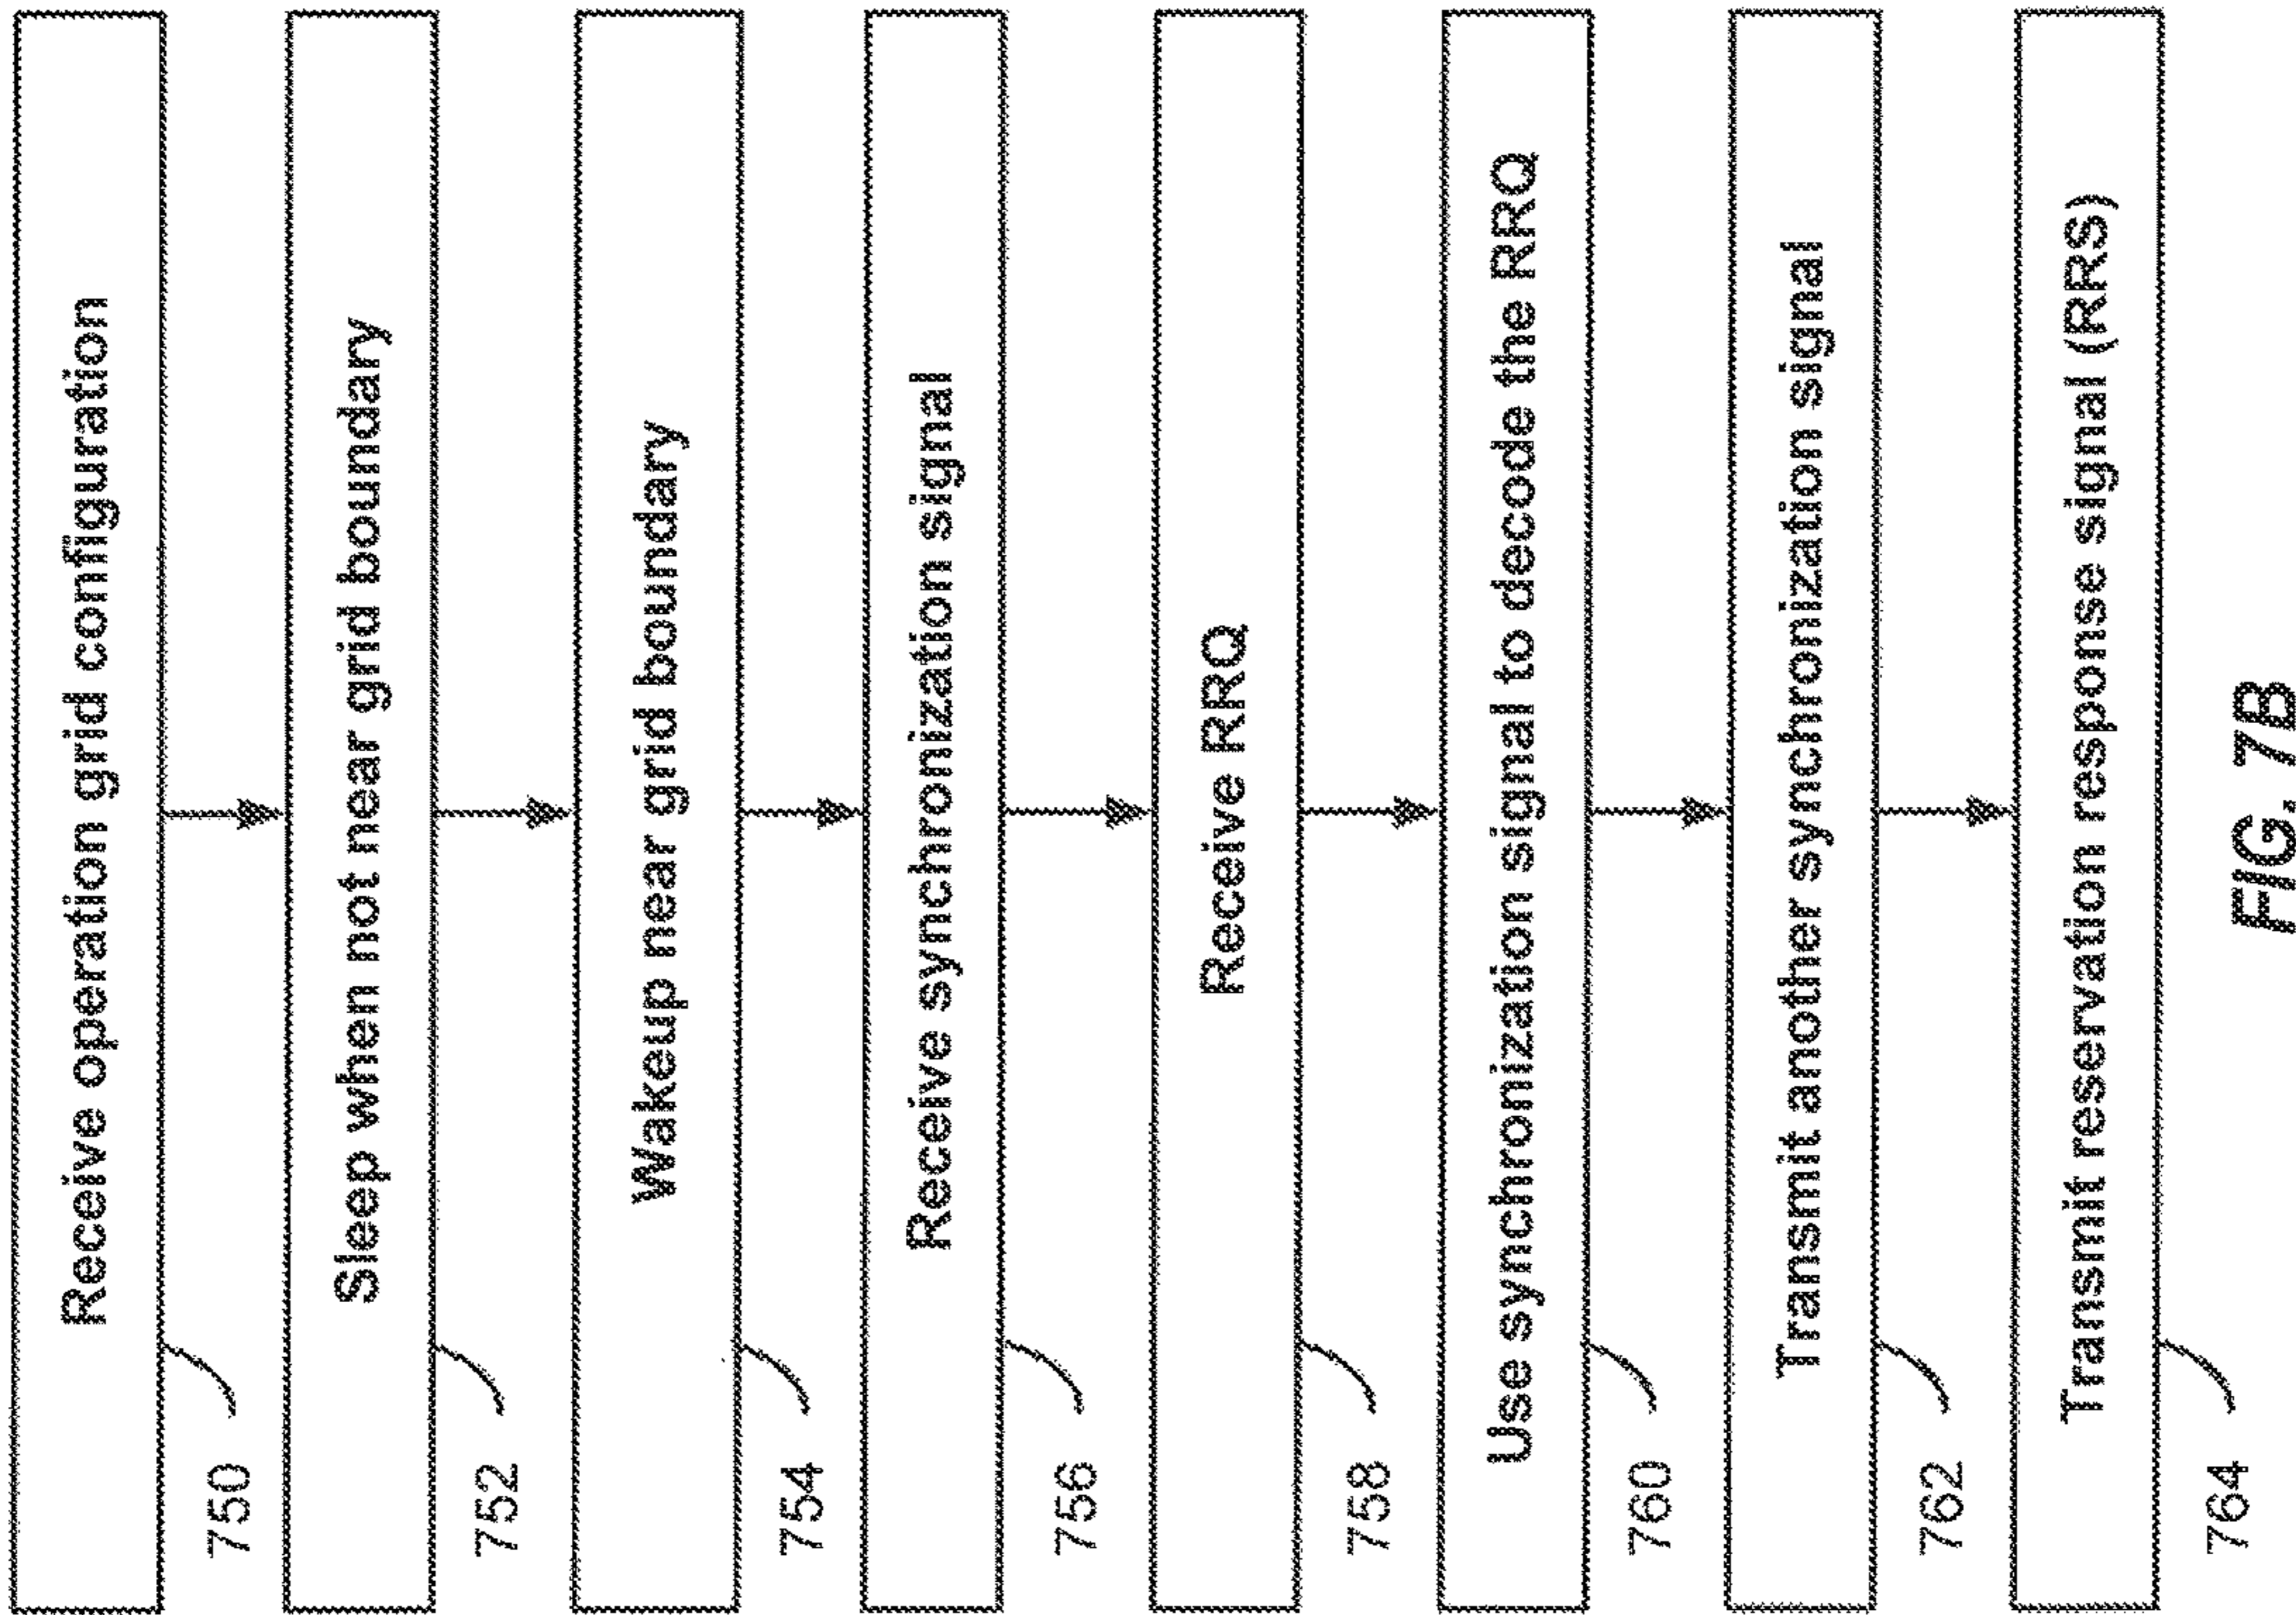 Receive operation grid configuration
750
Sleep when not near grid boundary
752
Wakeup near grid boundary
754
Receive synchronization signal
756
Receive RRQ
758
Use synchronization signal to decode the RRQ
760
Transmit another synchronization signal
762
Transmit reservation response signal (RRS)
764
FIG. 7B